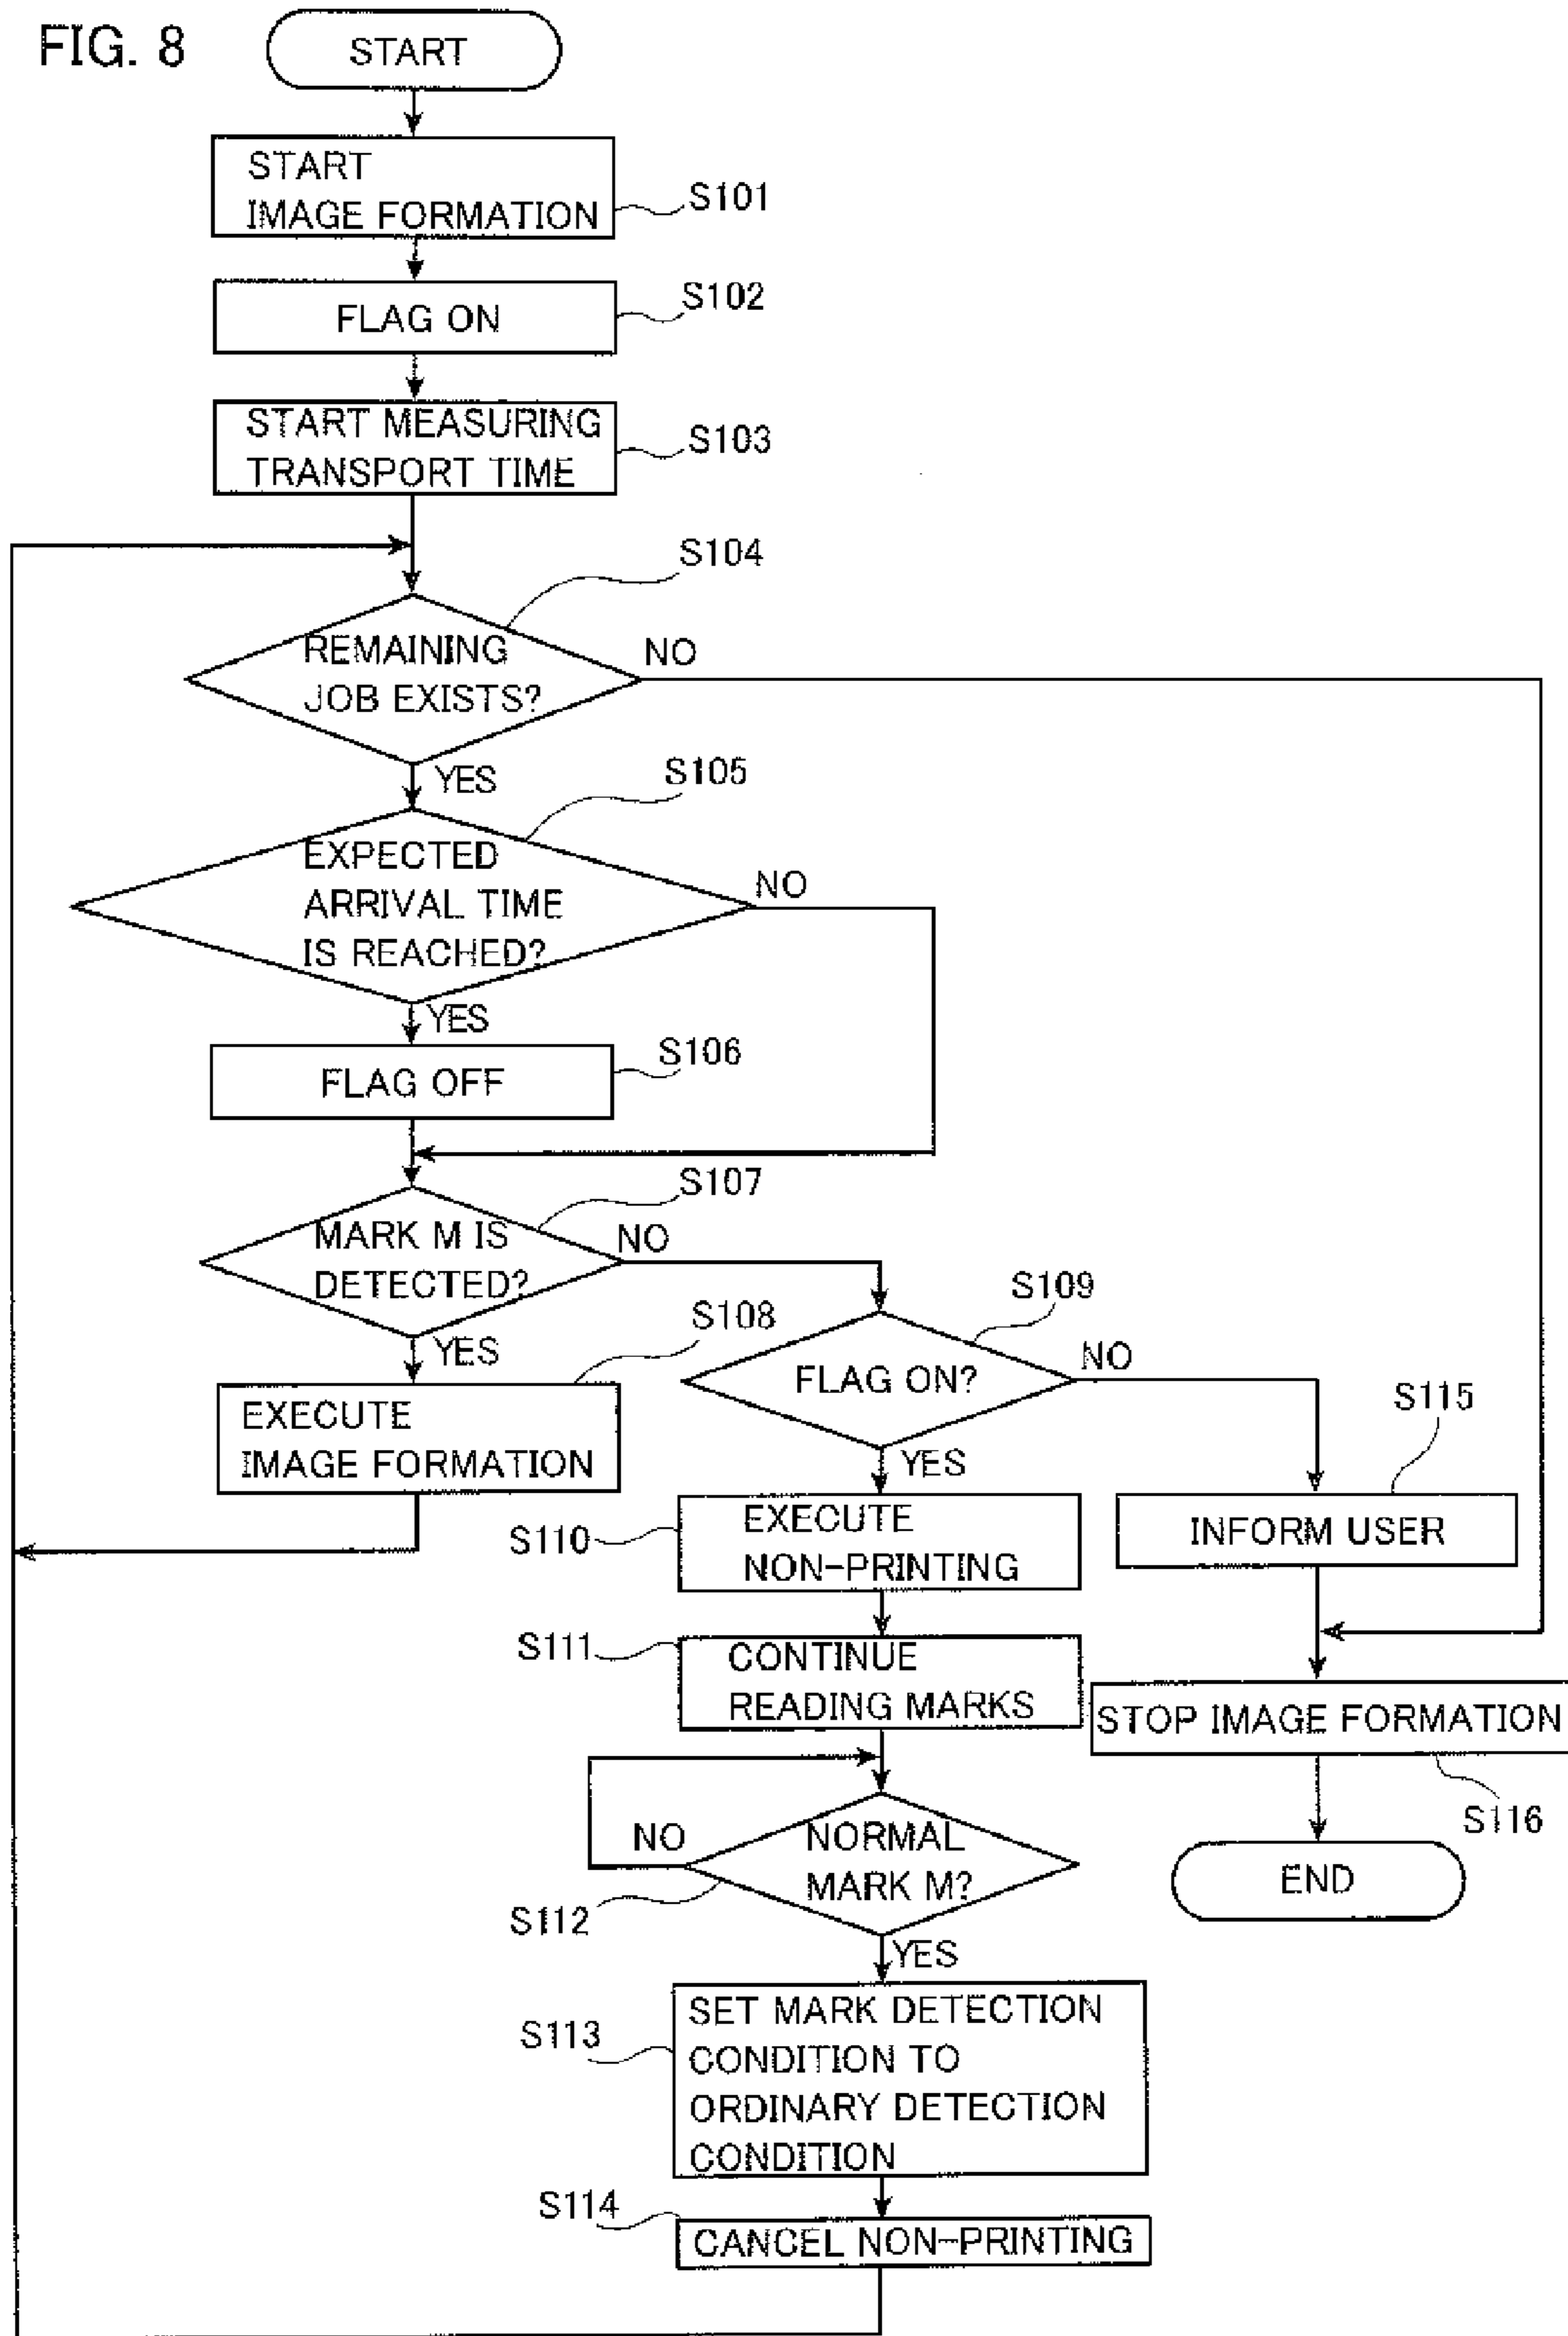 FIG. 8
START
START
IMAGE FORMATION
S101
FLAG ON
S102
START MEASURING
TRANSPORT TIME
S103
S104
REMAINING
JOB EXISTS?
NO
YES
S105
EXPECTED
ARRIVAL TIME
IS REACHED?
NO
YES
S106
FLAG OFF
S107
MARK M IS
DETECTED?
NO
YES
S108
EXECUTE
IMAGE FORMATION
S109
FLAG ON?
NO
YES
S115
INFORM USER
S110
EXECUTE
NON-PRINTING
S111
CONTINUE
READING MARKS
STOP IMAGE FORMATION
S116
END
NO
NORMAL
MARK M?
S112
YES
S113
SET MARK DETECTION
CONDITION TO
ORDINARY DETECTION
CONDITION
S114
CANCEL NON-PRINTING